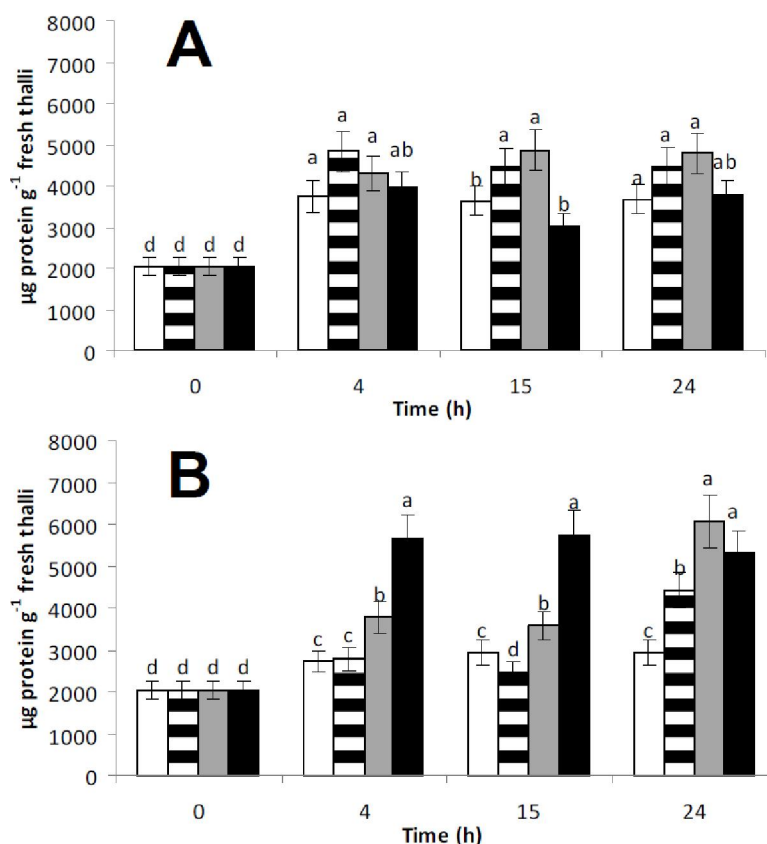 A
µg protein g-1 fresh thalli
8000
7000
6000
5000
4000
3000
2000
1000
0
d d d d
a a a ab
b a a b
a a a ab
0 4 15 24
Time (h)
B
µg protein g-1 fresh thalli
8000
7000
6000
5000
4000
3000
2000
1000
0
d d d d
c c b a
c d b a
c b a a
0 4 15 24
Time (h)